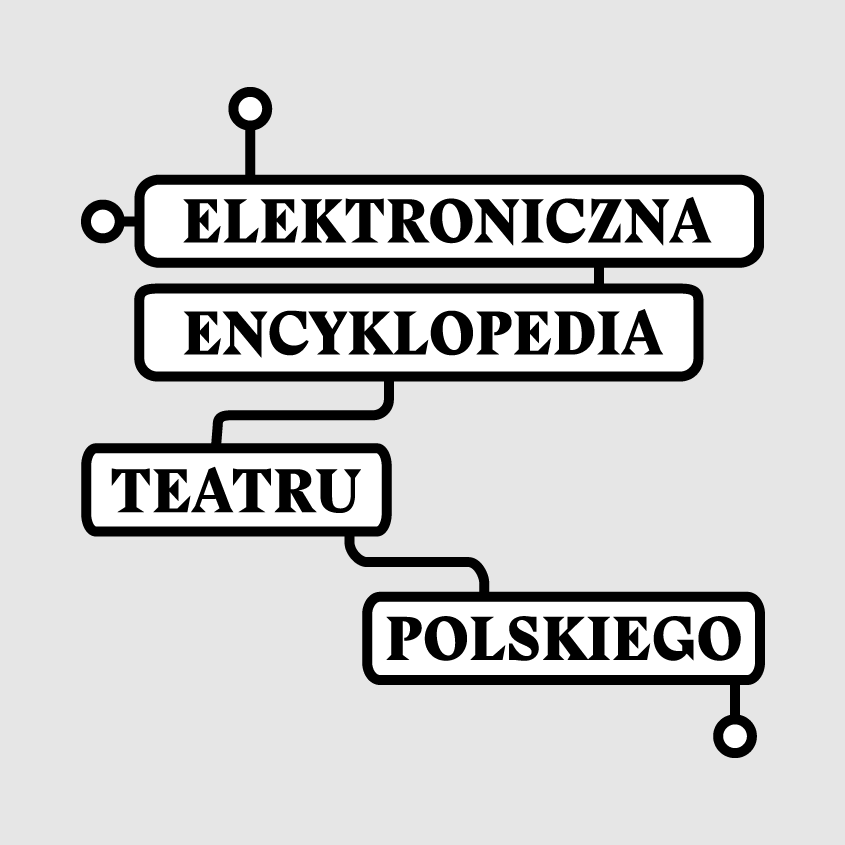 ELEKTRONICZNA
ENCYKLOPEDIA
TEATRU
POLSKIEGO